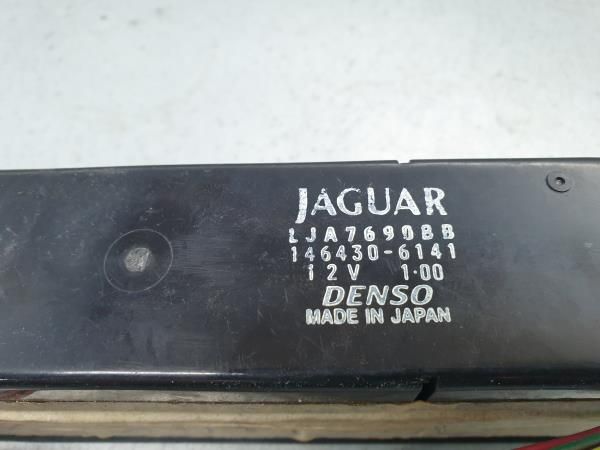 JAGUAR
LJA7690BB
146430-6141
12V 1.00
DENSO
MADE IN JAPAN